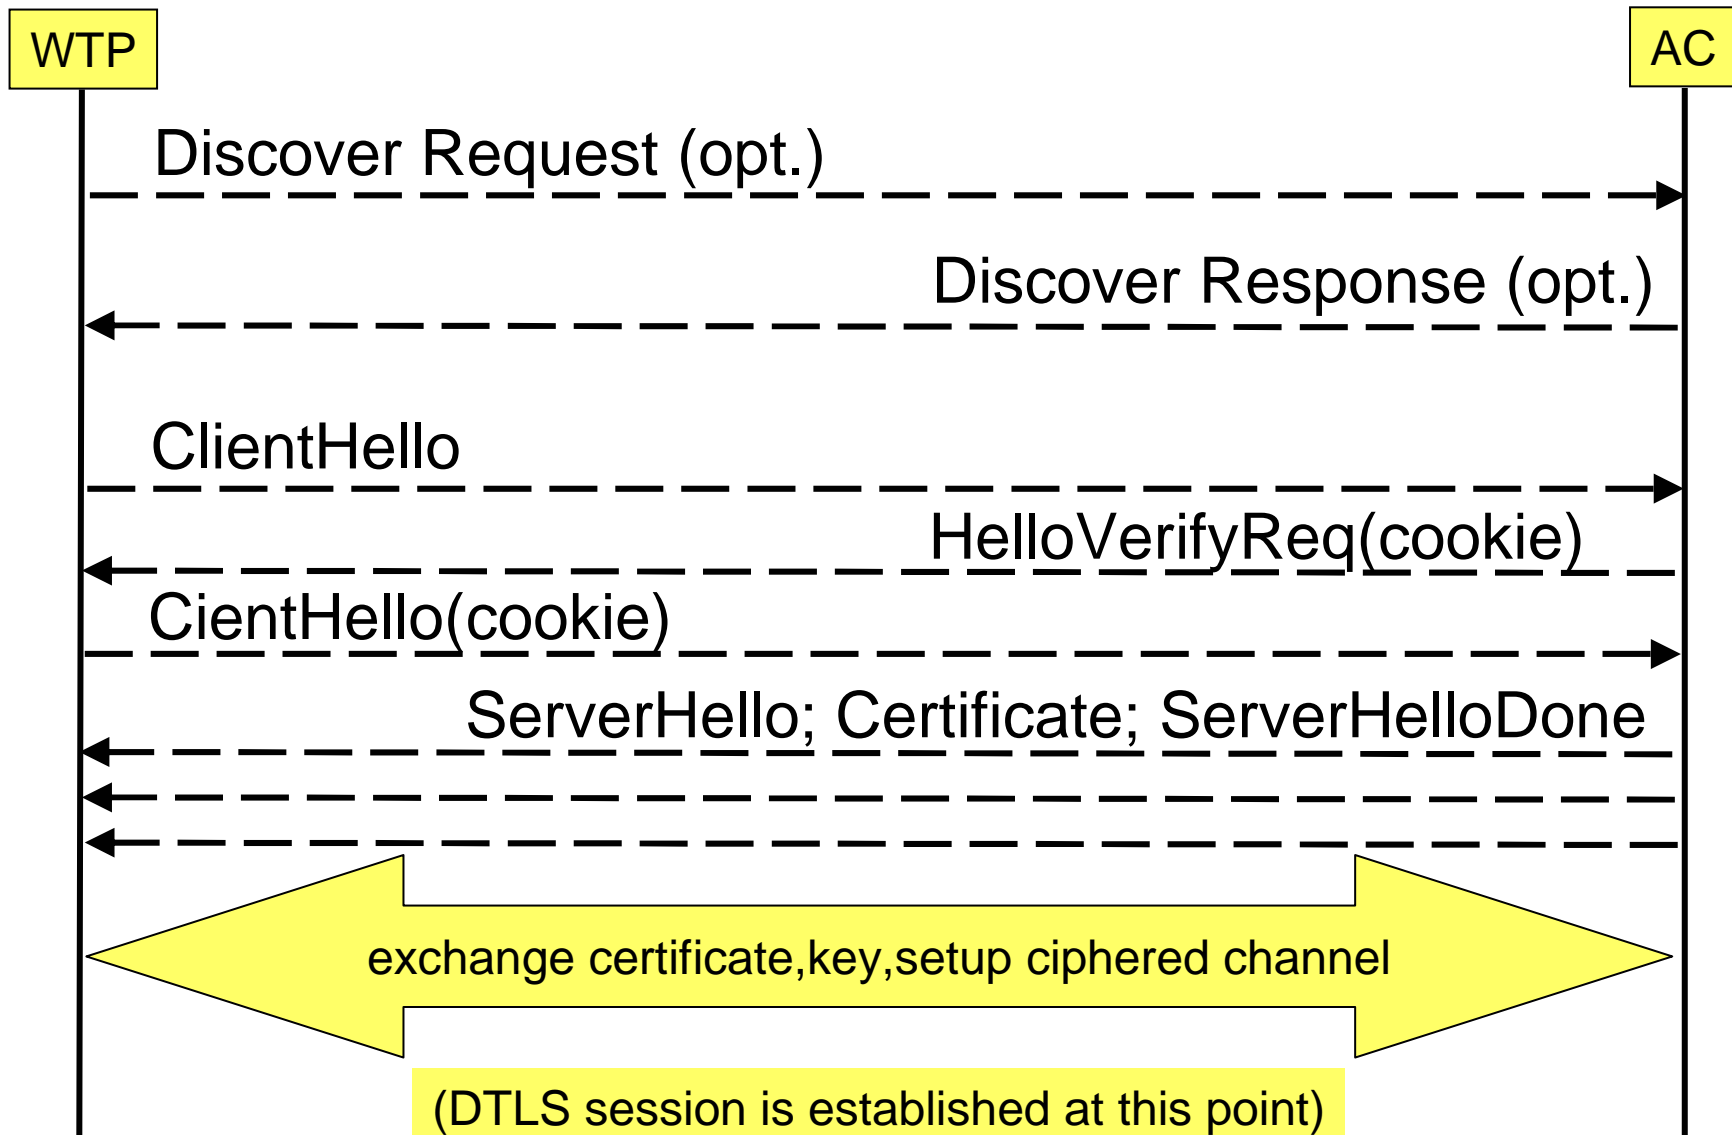 WTP
AC
Discover Request (opt.)
Discover Response (opt.)
ClientHello
HelloVerifyReq(cookie)
CientHello(cookie)
ServerHello; Certificate; ServerHelloDone
exchange certificate,key,setup ciphered channel
(DTLS session is established at this point)